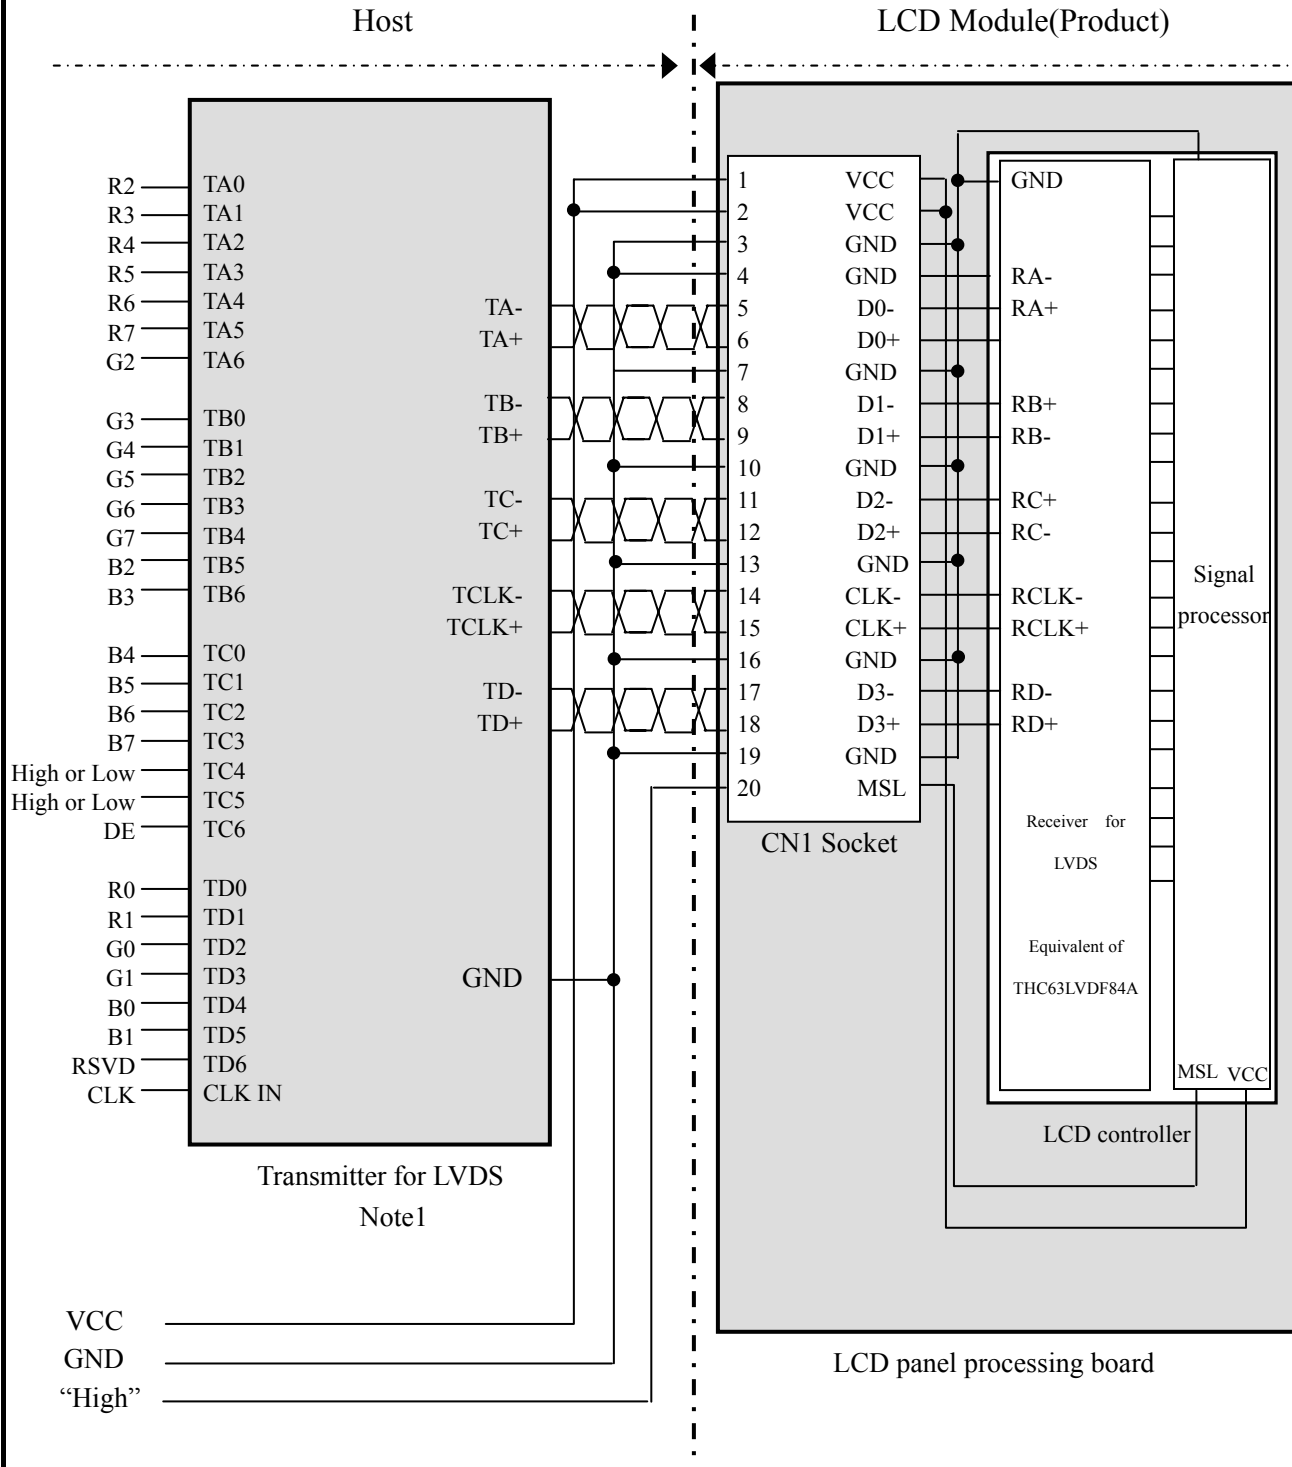 Host
LCD Module(Product)
R2 TA0
R3 TA1
R4 TA2
R5 TA3
R6 TA4
R7 TA5
G2 TA6
G3 TB0
G4 TB1
G5 TB2
G6 TB3
G7 TB4
B2 TB5
B3 TB6
B4 TC0
B5 TC1
B6 TC2
B7 TC3
High or Low TC4
High or Low TC5
DE TC6
R0 TD0
R1 TD1
G0 TD2
G1 TD3
B0 TD4
B1 TD5
RSVD TD6
CLK CLK IN
TA-
TA+
TB-
TB+
TC-
TC+
TCLK-
TCLK+
TD-
TD+
GND
Transmitter for LVDS
Note1
VCC
GND
“High”
1 VCC
2 VCC
3 GND
4 GND
5 D0-
6 D0+
7 GND
8 D1-
9 D1+
10 GND
11 D2-
12 D2+
13 GND
14 CLK-
15 CLK+
16 GND
17 D3-
18 D3+
19 GND
20 MSL
CN1 Socket
GND
RA-
RA+
RB+
RB-
RC+
RC-
RCLK-
RCLK+
RD-
RD+
Receiver for
LVDS
Equivalent of
THC63LVDF84A
Signal
processor
MSL VCC
LCD controller
LCD panel processing board